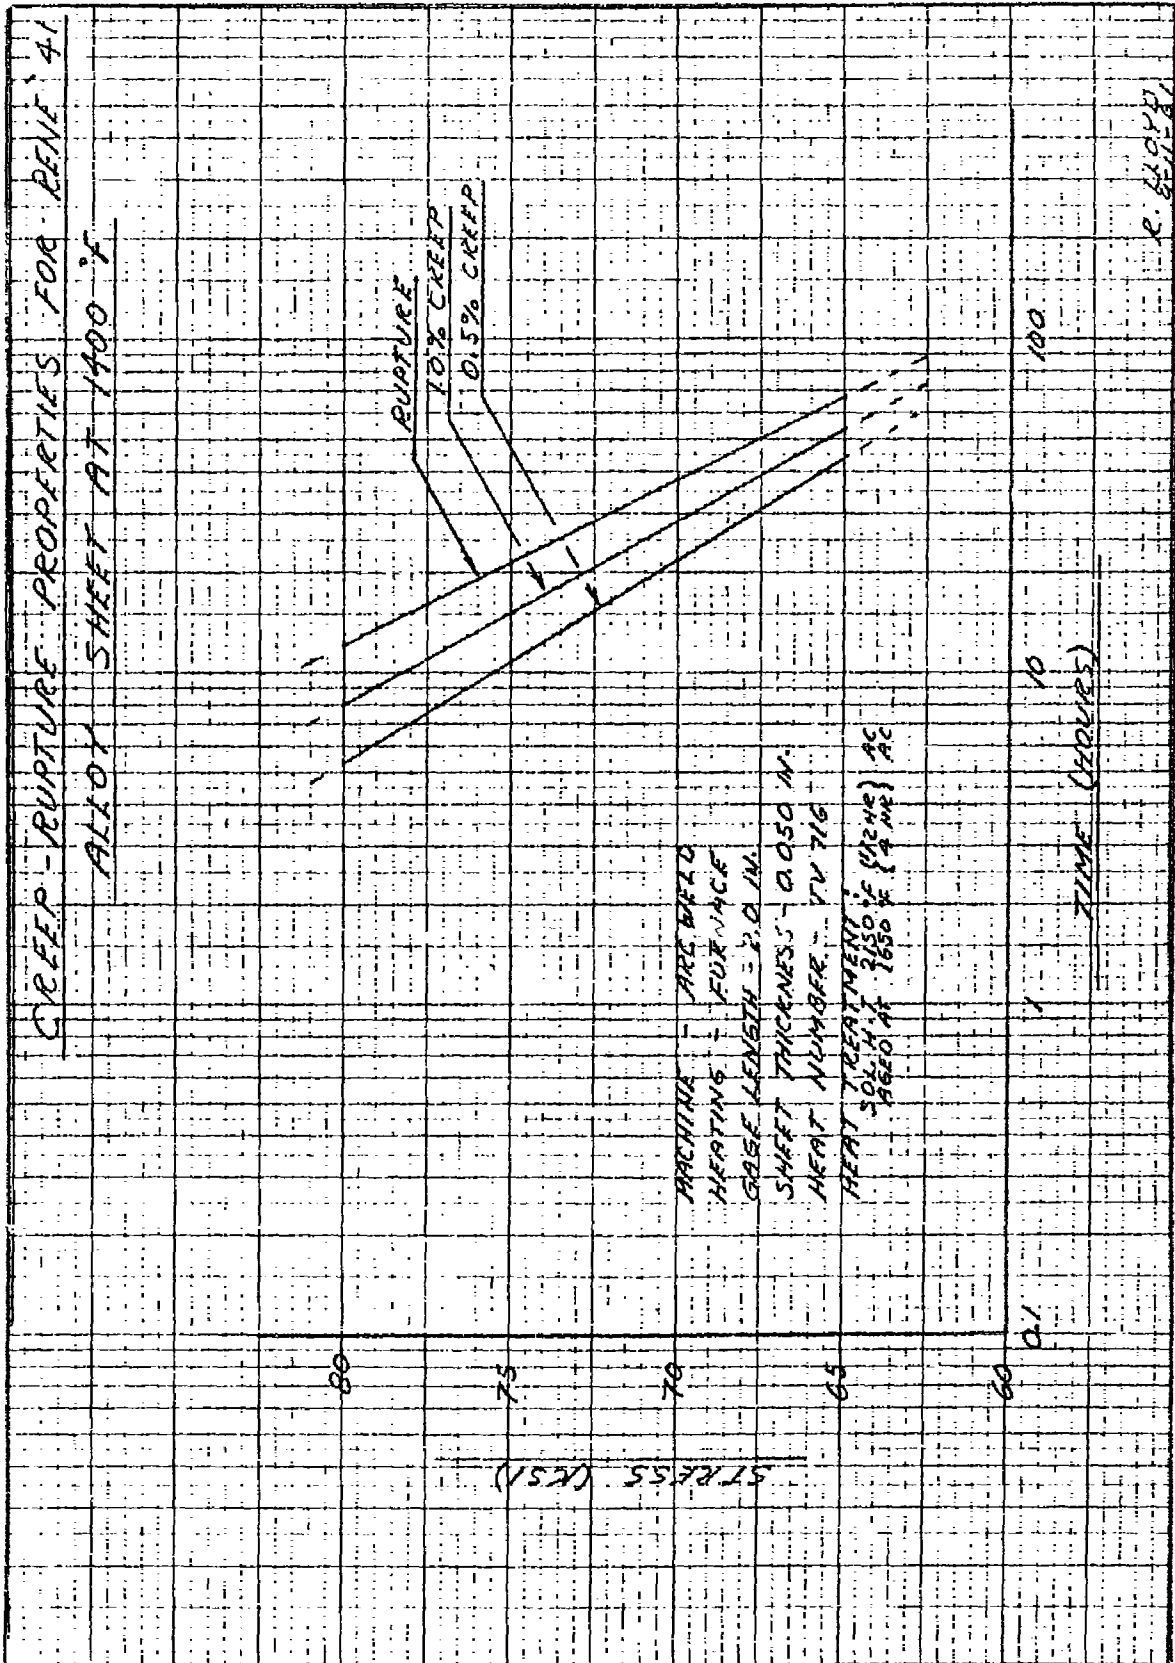 CREEP-RUPTURE PROPERTIES FOR RENE' 41
ALLOY SHEET AT 1400 °F
RUPTURE
1.0% CREEP
0.5% CREEP
STRESS (KSI)
80
75
70
65
60
MACHINE - ARC WELD
HEATING - FURNACE
GAGE LENGTH = 2.0 IN.
SHEET THICKNESS - 0.050 IN.
HEAT NUMBER - TV 716
HEAT TREATMENT:
SOL. H.T. 2150 °F (1/2 HR) AC
AGED AT 1650 °F (4 HR) AC
0.1
1
10
100
TIME (HOURS)
R. LLOYD